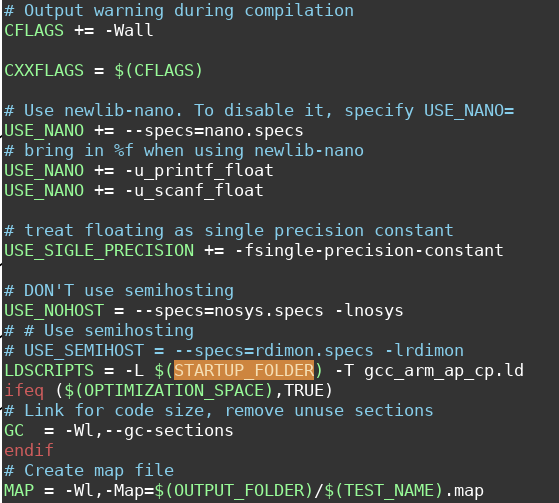 # Output warning during compilation
CFLAGS += -Wall
CXXFLAGS = $(CFLAGS)
# Use newlib-nano. To disable it, specify USE_NANO=
USE_NANO += --specs=nano.specs
# bring in %f when using newlib-nano
USE_NANO += -u_printf_float
USE_NANO += -u_scanf_float
# treat floating as single precision constant
USE_SIGLE_PRECISION += -fsingle-precision-constant
# DON'T use semihosting
USE_NOHOST = --specs=nosys.specs -lnosys
# # Use semihosting
# USE_SEMIHOST = --specs=rdimon.specs -lrdimon
LDSCRIPTS = -L $(STARTUP_FOLDER) -T gcc_arm_ap_cp.ld
ifeq ($(OPTIMIZATION_SPACE),TRUE)
# Link for code size, remove unuse sections
GC  = -Wl,--gc-sections
endif
# Create map file
MAP = -Wl,-Map=$(OUTPUT_FOLDER)/$(TEST_NAME).map